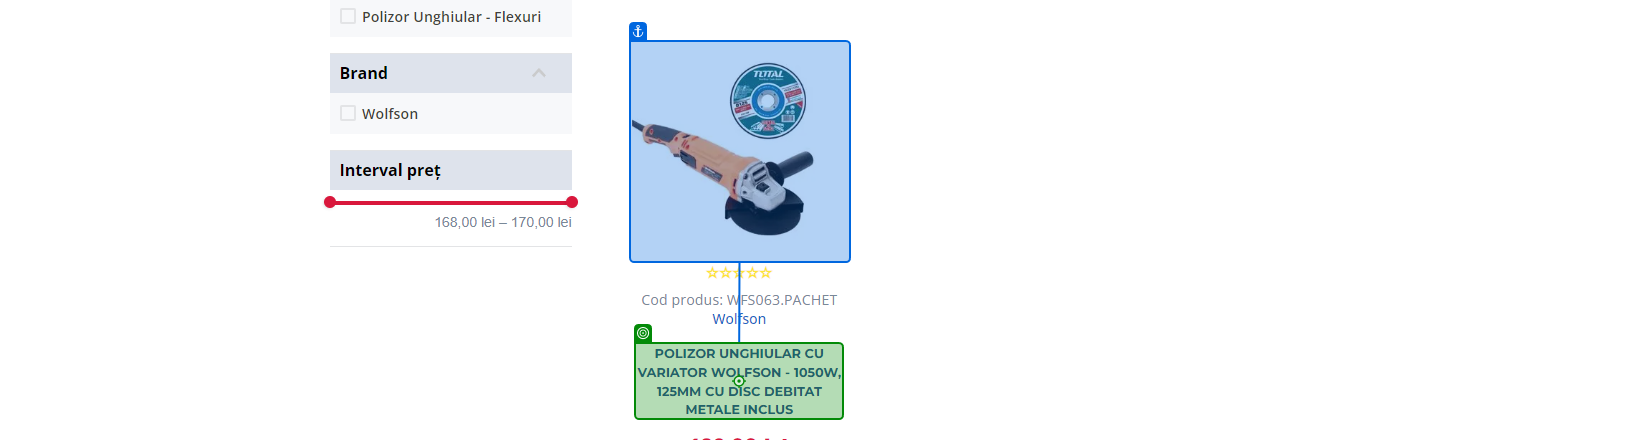 Polizor Unghiular - Flexuri
Brand
Wolfson
Interval preț
168,00 lei – 170,00 lei
TOTAL
Cod produs: WFS063.PACHET
Wolfson
POLIZOR UNGHIULAR CU
VARIATOR WOLFSON - 1050W,
125MM CU DISC DEBITAT
METALE INCLUS